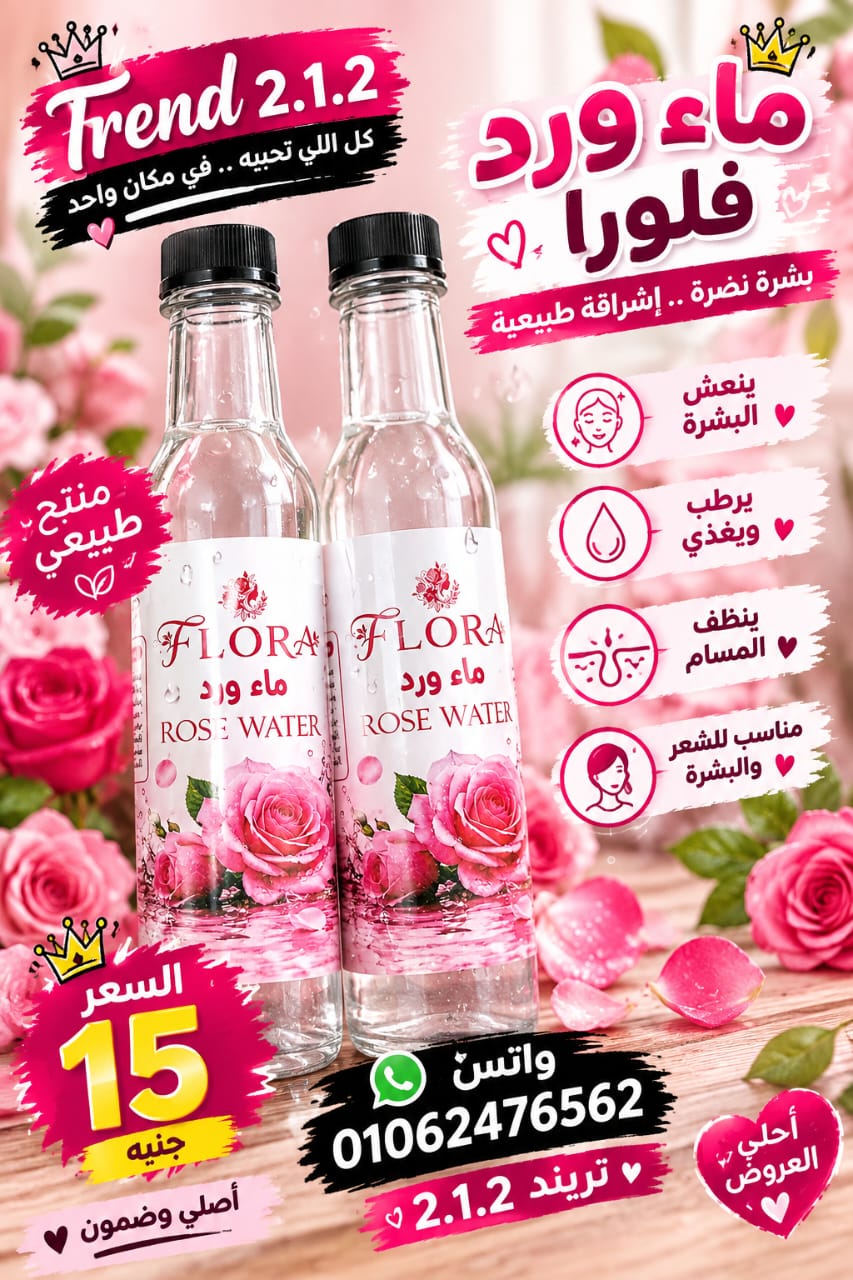 Trend 2.1.2
كل اللي تحبيه .. في مكان واحد
ماء ورد
فلورا
بشرة نضرة .. إشراقة طبيعية
ينعش
البشرة
يرطب
ويغذي
ينظف
المسام
مناسب للشعر
والبشرة
منتج
طبيعي
FLORA
ماء ورد
ROSE WATER
FLORA
ماء ورد
ROSE WATER
السعر
15
جنيه
أصلي وضمون
واتس
01062476562
تريند 2.1.2
أحلي
العروض